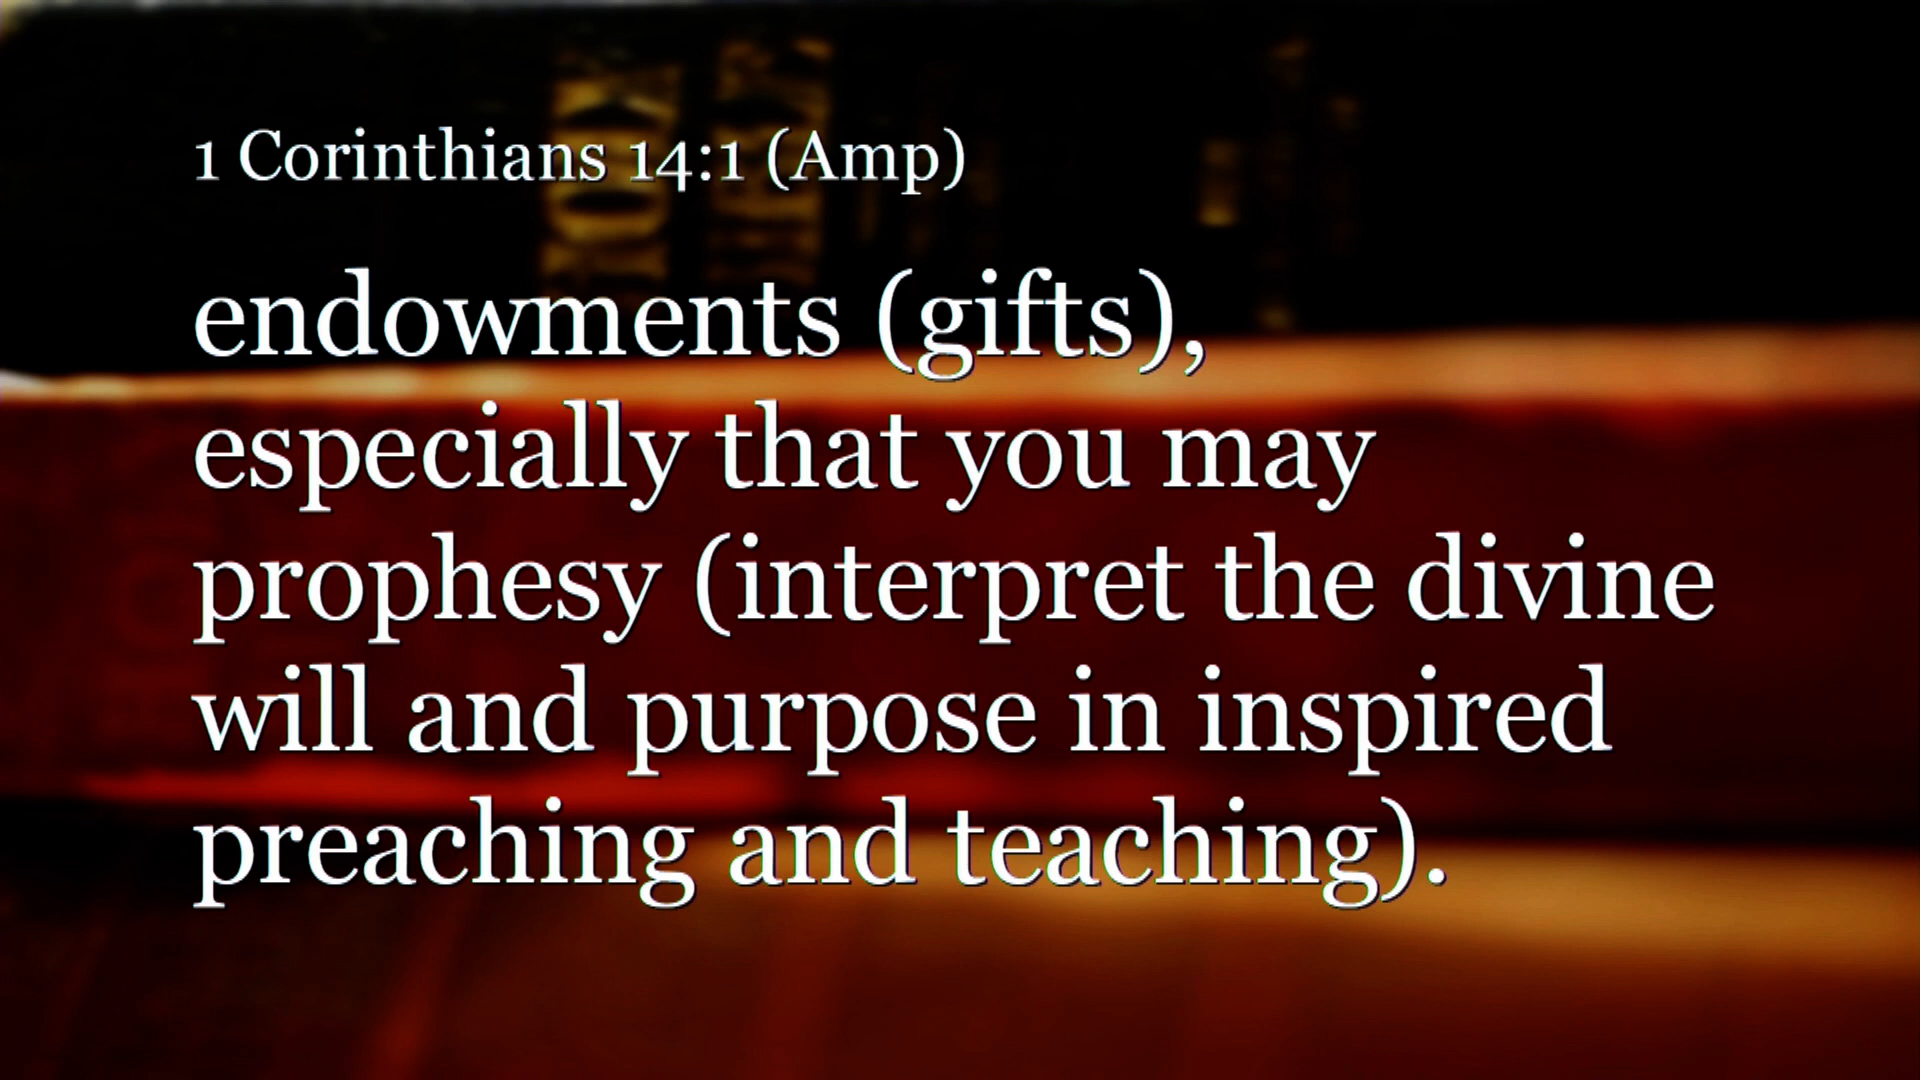 1 Corinthians 14:1 (Amp)
endowments (gifts),
especially that you may
prophesy (interpret the divine
will and purpose in inspired
preaching and teaching).